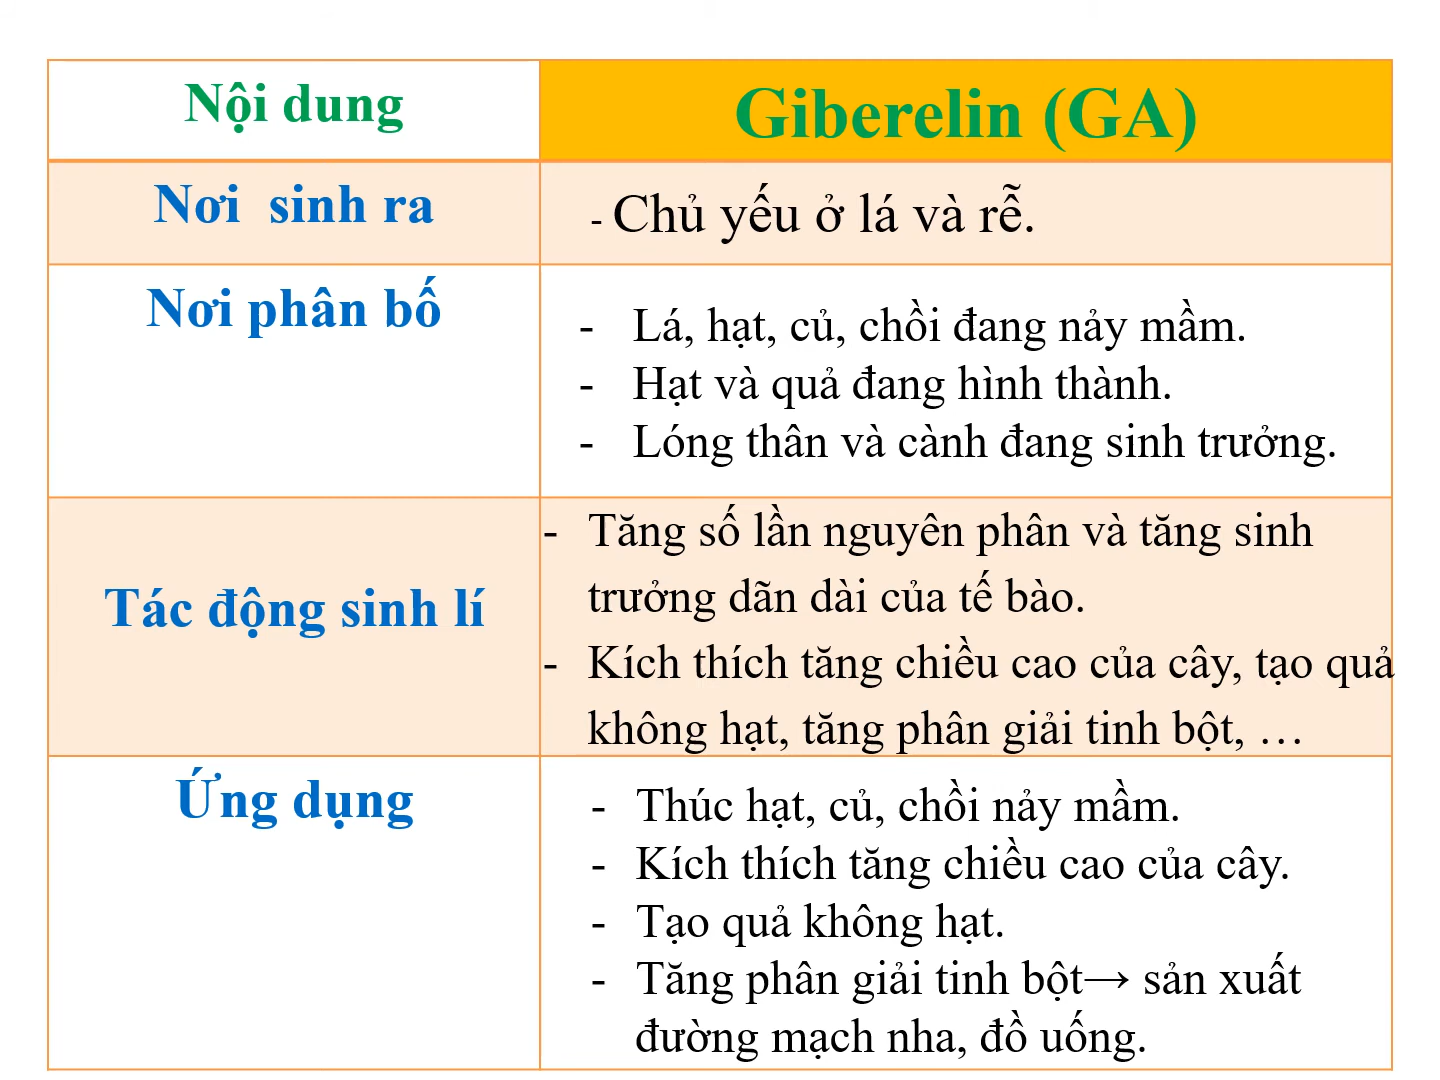 Nội dung
Giberelin (GA)
Nơi sinh ra
- Chủ yếu ở lá và rễ.
Nơi phân bố
- Lá, hạt, củ, chồi đang nảy mầm.
- Hạt và quả đang hình thành.
- Lóng thân và cành đang sinh trưởng.
Tác động sinh lí
- Tăng số lần nguyên phân và tăng sinh
trưởng dãn dài của tế bào.
- Kích thích tăng chiều cao của cây, tạo quả
không hạt, tăng phân giải tinh bột, …
Ứng dụng
- Thúc hạt, củ, chồi nảy mầm.
- Kích thích tăng chiều cao của cây.
- Tạo quả không hạt.
- Tăng phân giải tinh bột→ sản xuất
đường mạch nha, đồ uống.